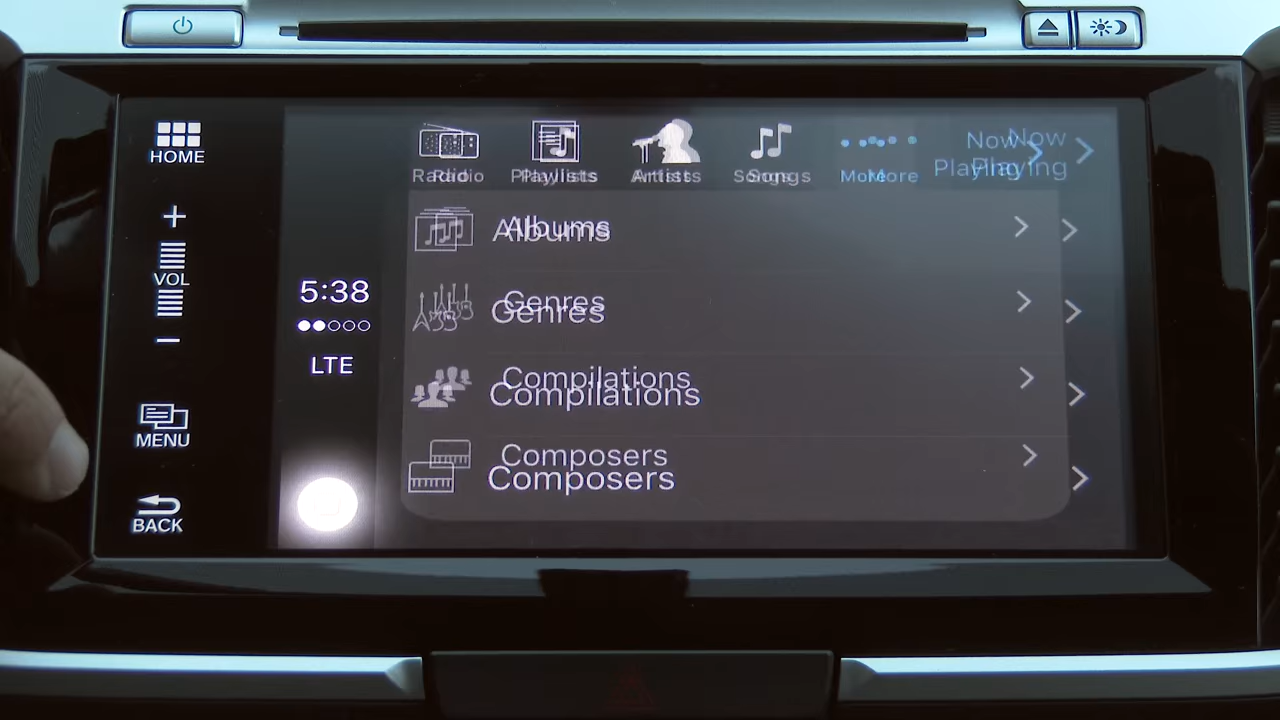 HOME
VOL
MENU
BACK
5:38
LTE
Radio
Playlists
Artists
Songs
More
Now
Playing
Albums
Genres
Compilations
Composers